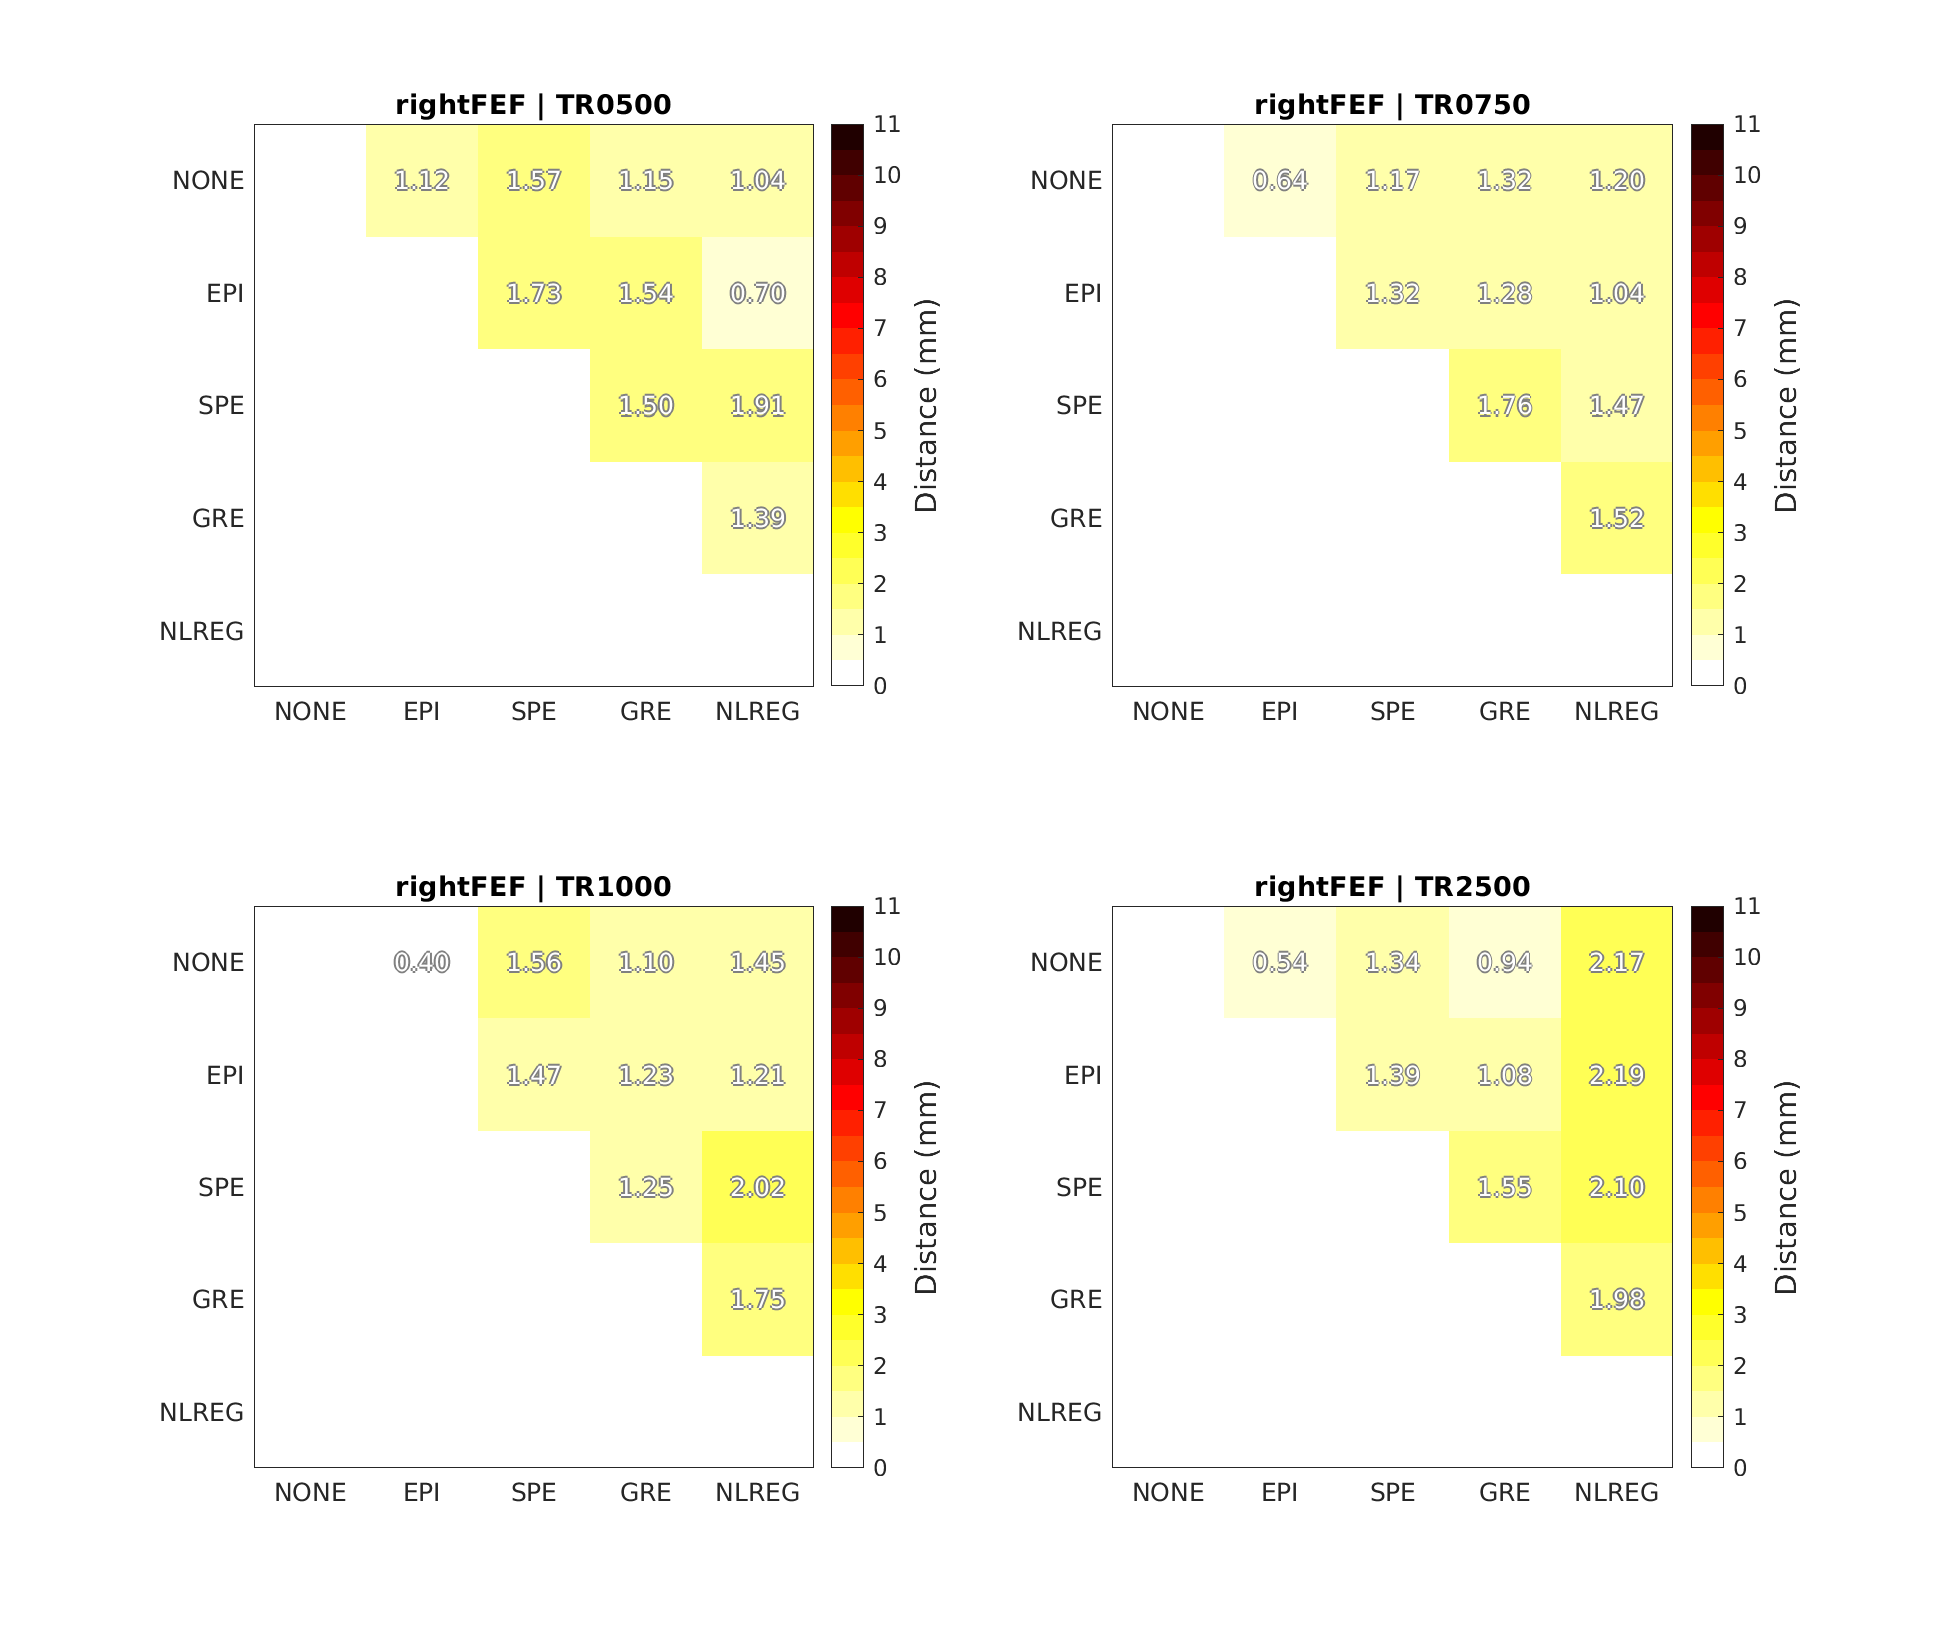 rightFEF | TR0500
NONE 1.12 1.57 1.15 1.04
EPI 1.73 1.54 0.70
SPE 1.50 1.91
GRE 1.39
NLREG
NONE EPI SPE GRE NLREG
11
10
9
8
7
6
5
4
3
2
1
0
Distance (mm)
rightFEF | TR0750
NONE 0.64 1.17 1.32 1.20
EPI 1.32 1.28 1.04
SPE 1.76 1.47
GRE 1.52
NLREG
NONE EPI SPE GRE NLREG
11
10
9
8
7
6
5
4
3
2
1
0
Distance (mm)
rightFEF | TR1000
NONE 0.40 1.56 1.10 1.45
EPI 1.47 1.23 1.21
SPE 1.25 2.02
GRE 1.75
NLREG
NONE EPI SPE GRE NLREG
11
10
9
8
7
6
5
4
3
2
1
0
Distance (mm)
rightFEF | TR2500
NONE 0.54 1.34 0.94 2.17
EPI 1.39 1.08 2.19
SPE 1.55 2.10
GRE 1.98
NLREG
NONE EPI SPE GRE NLREG
11
10
9
8
7
6
5
4
3
2
1
0
Distance (mm)